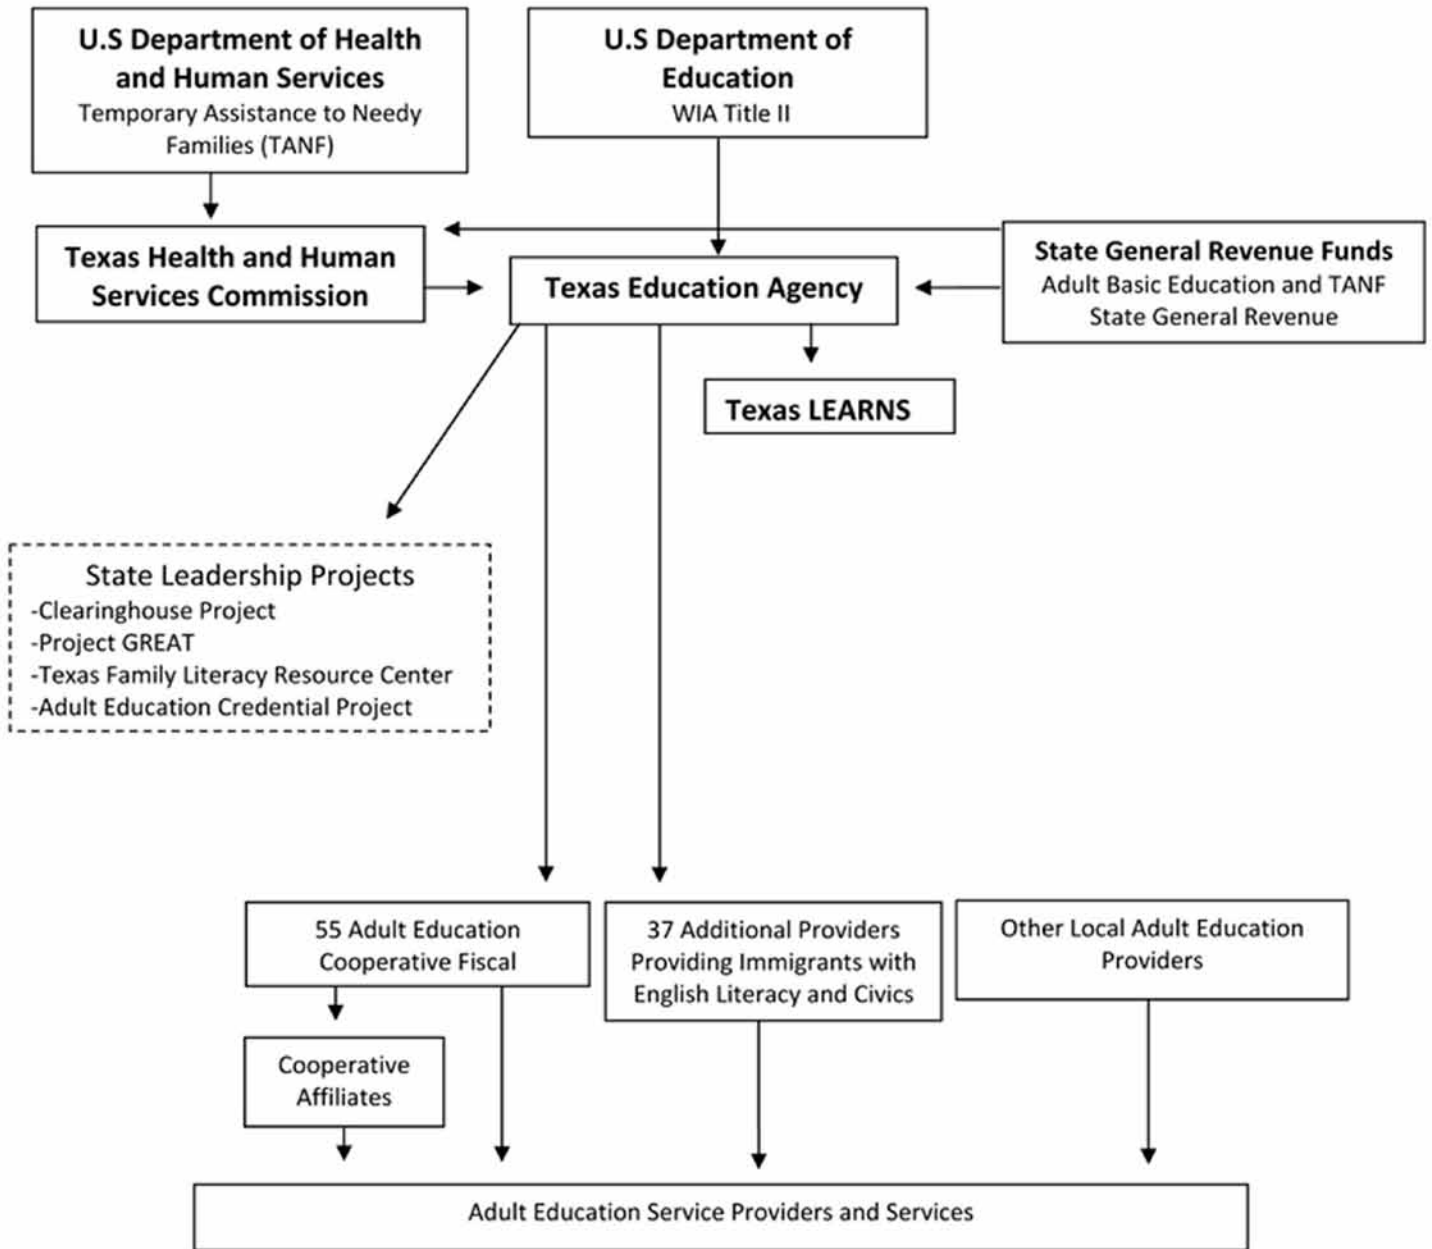 U.S Department of Health
and Human Services
Temporary Assistance to Needy
Families (TANF)
U.S Department of
Education
WIA Title II
Texas Health and Human
Services Commission
Texas Education Agency
State General Revenue Funds
Adult Basic Education and TANF
State General Revenue
Texas LEARNS
State Leadership Projects
-Clearinghouse Project
-Project GREAT
-Texas Family Literacy Resource Center
-Adult Education Credential Project
55 Adult Education
Cooperative Fiscal
37 Additional Providers
Providing Immigrants with
English Literacy and Civics
Other Local Adult Education
Providers
Cooperative
Affiliates
Adult Education Service Providers and Services